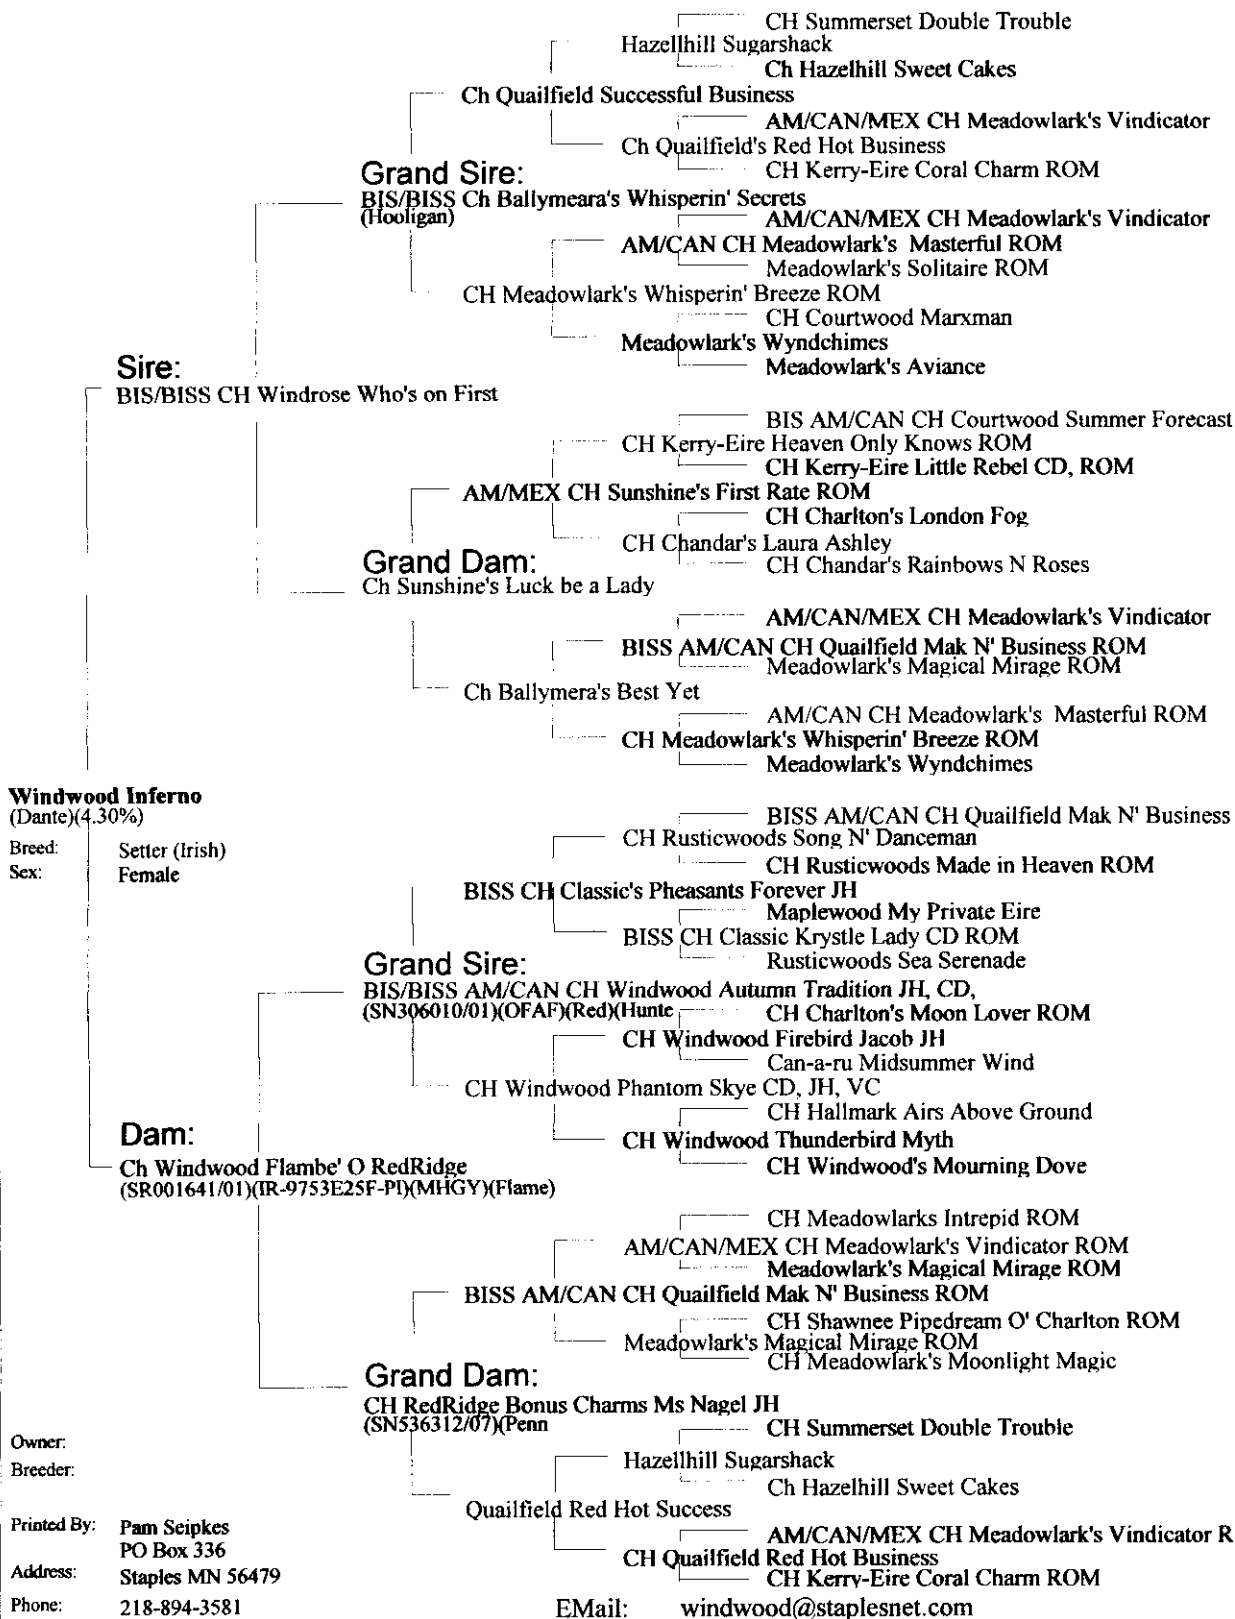 CH Summerset Double Trouble
Hazellhill Sugarshack
Ch Hazelhill Sweet Cakes
Ch Quailfield Successful Business
AM/CAN/MEX CH Meadowlark's Vindicator
Ch Quailfield's Red Hot Business
CH Kerry-Eire Coral Charm ROM
Grand Sire:
BIS/BISS Ch Ballymeara's Whisperin' Secrets
(Hooligan)
AM/CAN/MEX CH Meadowlark's Vindicator
AM/CAN CH Meadowlark's Masterful ROM
Meadowlark's Solitaire ROM
CH Meadowlark's Whisperin' Breeze ROM
CH Courtwood Marxman
Meadowlark's Wyndchimes
Meadowlark's Aviance
Sire:
BIS/BISS CH Windrose Who's on First
BIS AM/CAN CH Courtwood Summer Forecast
CH Kerry-Eire Heaven Only Knows ROM
CH Kerry-Eire Little Rebel CD, ROM
AM/MEX CH Sunshine's First Rate ROM
CH Charlton's London Fog
CH Chandar's Laura Ashley
CH Chandar's Rainbows N Roses
Grand Dam:
Ch Sunshine's Luck be a Lady
AM/CAN/MEX CH Meadowlark's Vindicator
BISS AM/CAN CH Quailfield Mak N' Business ROM
Meadowlark's Magical Mirage ROM
Ch Ballymera's Best Yet
AM/CAN CH Meadowlark's Masterful ROM
CH Meadowlark's Whisperin' Breeze ROM
Meadowlark's Wyndchimes
Windwood Inferno
(Dante)(4.30%)
Breed: Setter (Irish)
Sex: Female
BISS AM/CAN CH Quailfield Mak N' Business
CH Rusticwoods Song N' Danceman
CH Rusticwoods Made in Heaven ROM
BISS CH Classic's Pheasants Forever JH
Maplewood My Private Eire
BISS CH Classic Krystle Lady CD ROM
Rusticwoods Sea Serenade
Grand Sire:
BIS/BISS AM/CAN CH Windwood Autumn Tradition JH, CD,
(SN306010/01)(OFAF)(Red)(Hunte
CH Charlton's Moon Lover ROM
CH Windwood Firebird Jacob JH
Can-a-ru Midsummer Wind
CH Windwood Phantom Skye CD, JH, VC
CH Hallmark Airs Above Ground
CH Windwood Thunderbird Myth
CH Windwood's Mourning Dove
Dam:
Ch Windwood Flambe' O RedRidge
(SR001641/01)(IR-9753E25F-PI)(MHGY)(Flame)
CH Meadowlarks Intrepid ROM
AM/CAN/MEX CH Meadowlark's Vindicator ROM
Meadowlark's Magical Mirage ROM
BISS AM/CAN CH Quailfield Mak N' Business ROM
CH Shawnee Pipedream O' Charlton ROM
Meadowlark's Magical Mirage ROM
CH Meadowlark's Moonlight Magic
Grand Dam:
CH RedRidge Bonus Charms Ms Nagel JH
(SN536312/07)(Penn
CH Summerset Double Trouble
Hazellhill Sugarshack
Ch Hazelhill Sweet Cakes
Quailfield Red Hot Success
AM/CAN/MEX CH Meadowlark's Vindicator R
CH Quailfield Red Hot Business
CH Kerry-Eire Coral Charm ROM
Owner:
Breeder:
Printed By: Pam Seipkes
PO Box 336
Address: Staples MN 56479
Phone: 218-894-3581
EMail: windwood@staplesnet.com